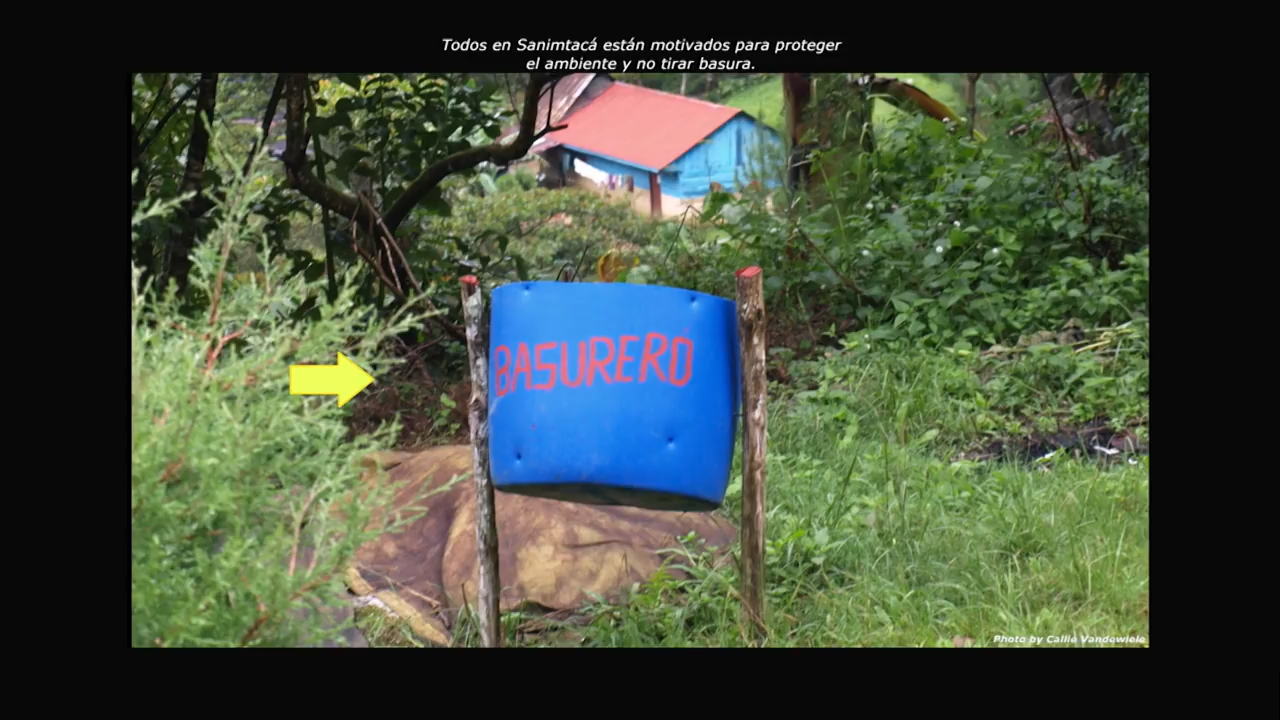 Todos en Sanimtacá están motivados para proteger
el ambiente y no tirar basura.
BASURERO
Photo by Callie Vandewiele